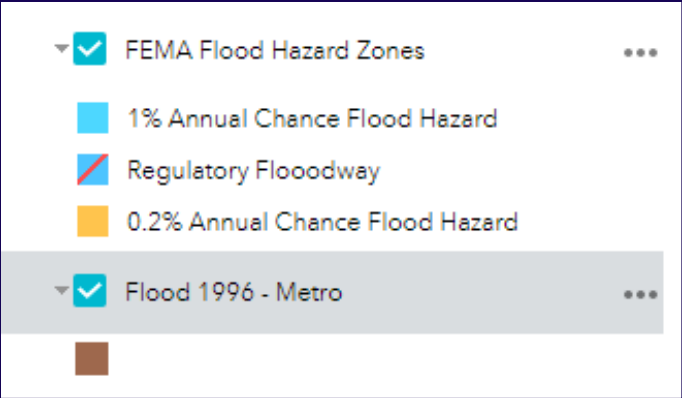 FEMA Flood Hazard Zones
1% Annual Chance Flood Hazard
Regulatory Flooodway
0.2% Annual Chance Flood Hazard
Flood 1996 - Metro